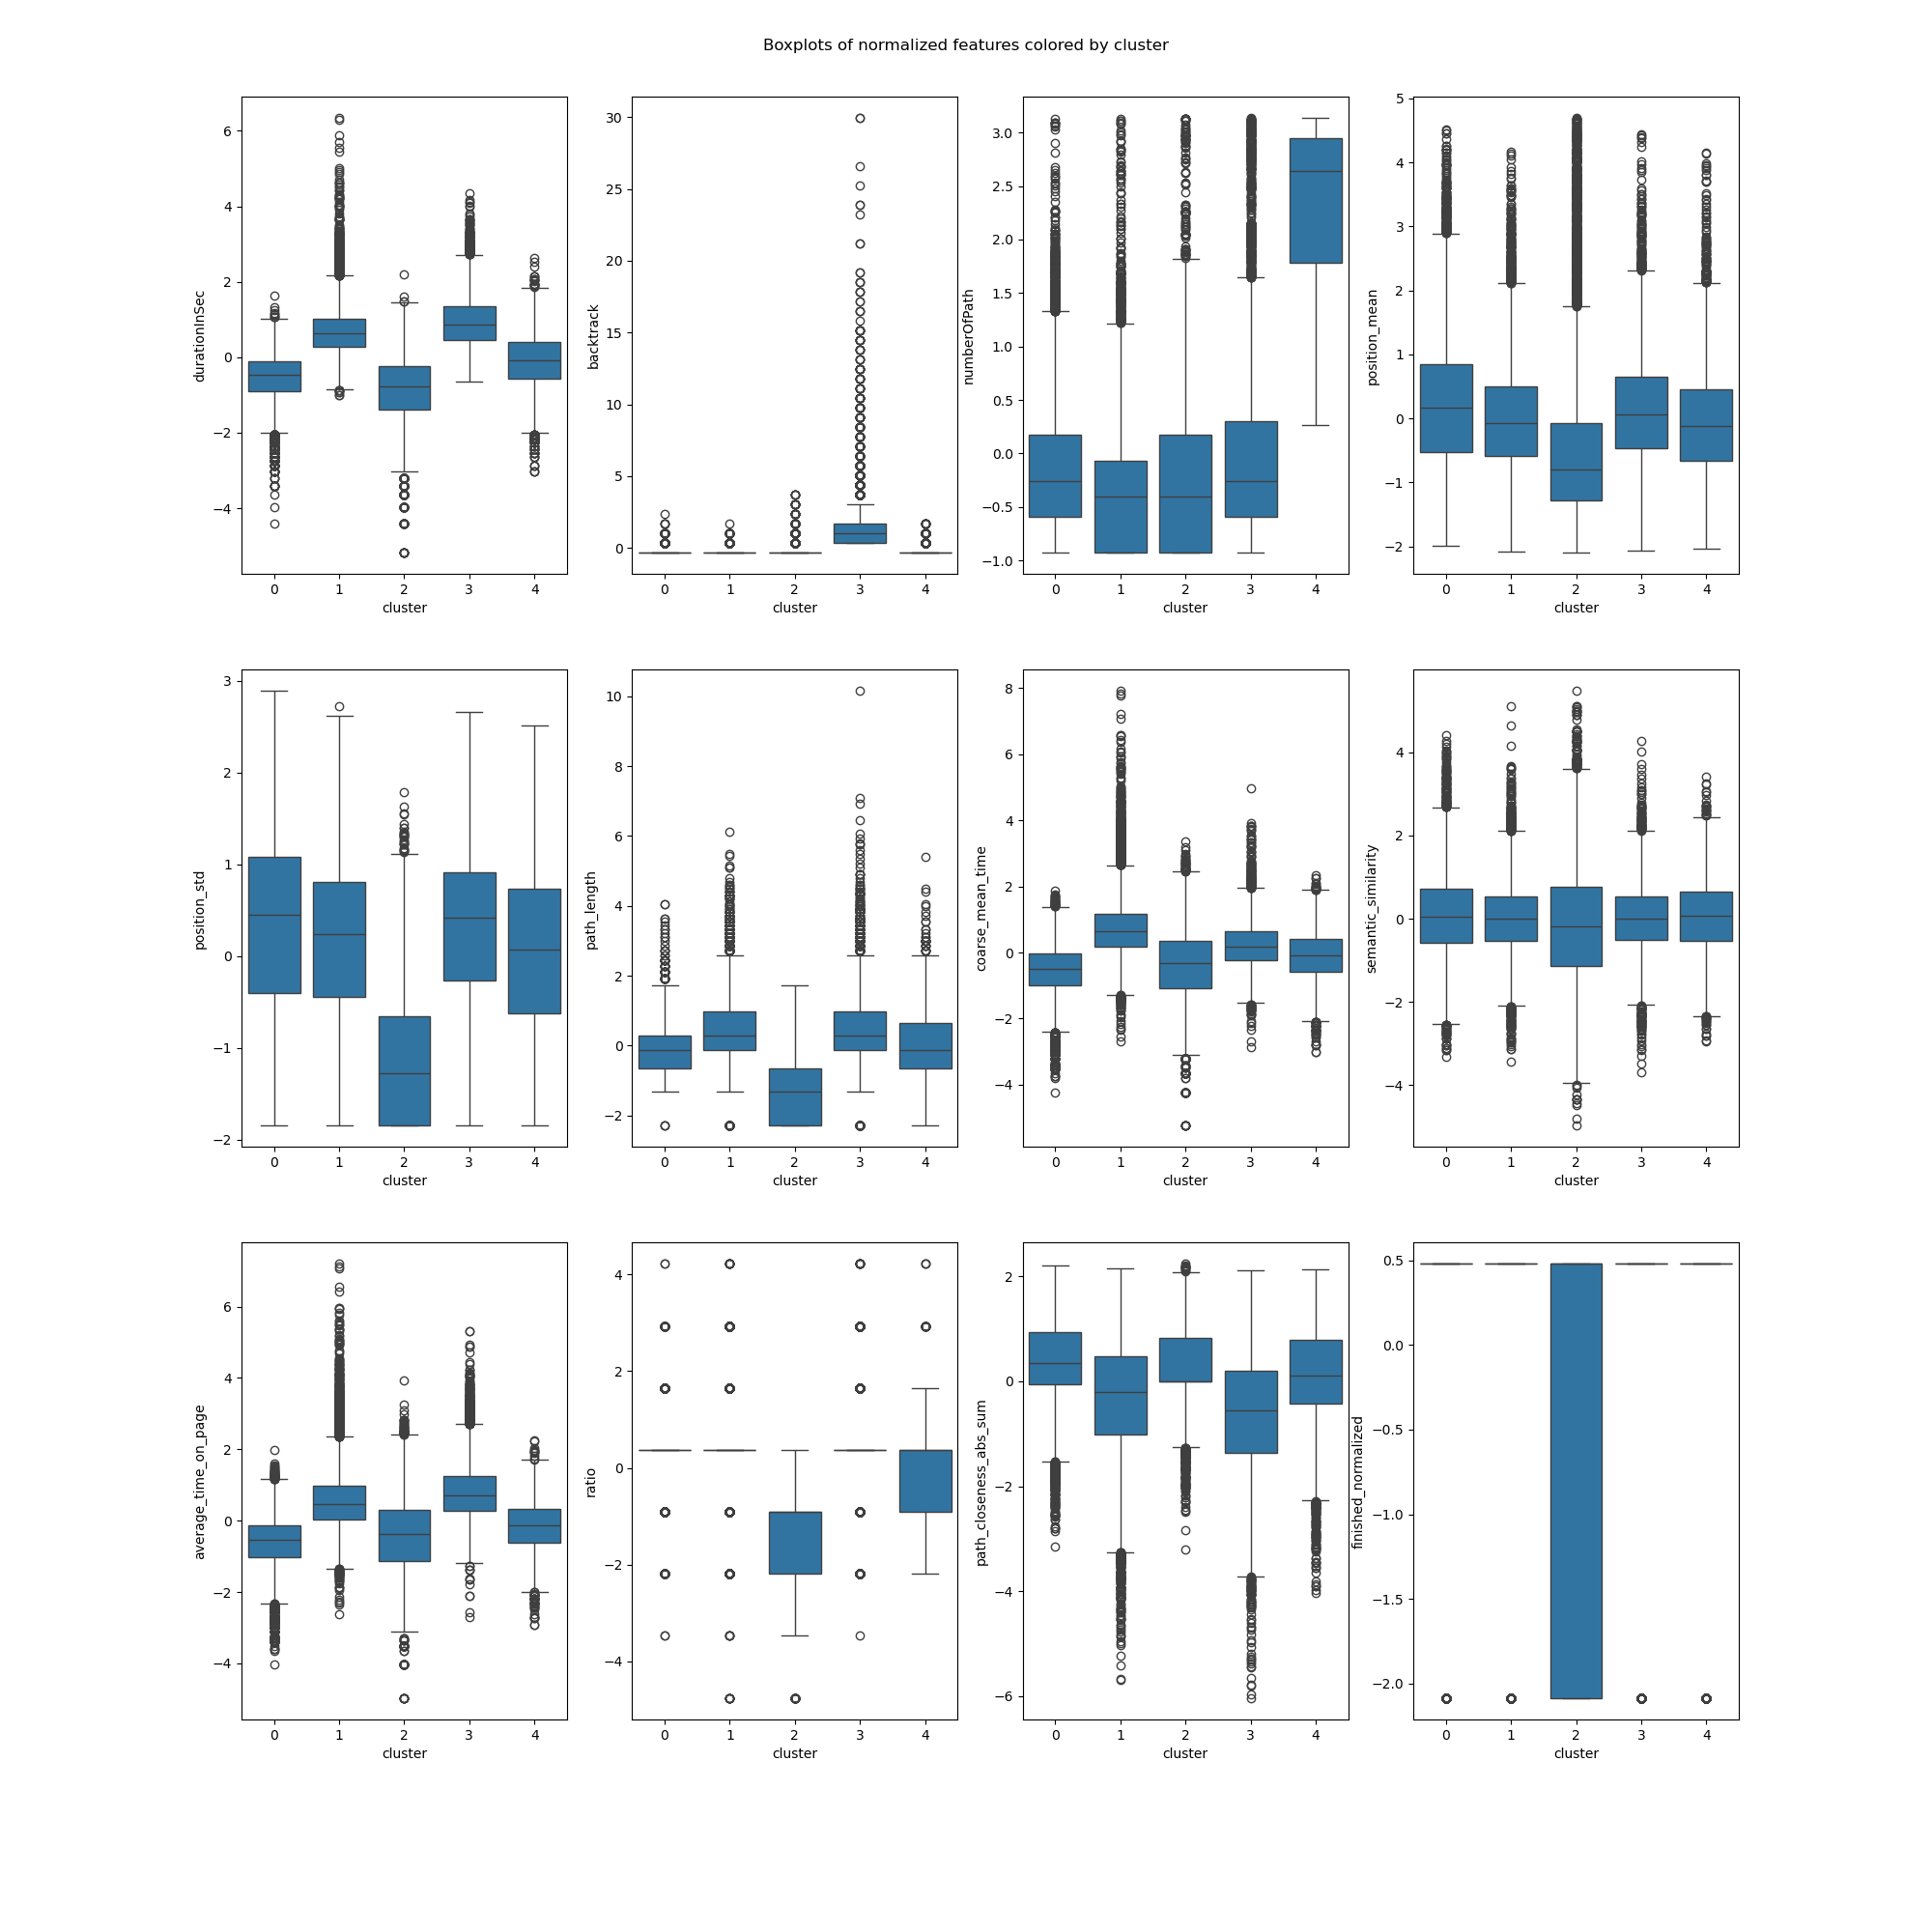 Boxplots of normalized features colored by cluster
durationInSec
6
4
2
0
−2
−4
0 1 2 3 4
cluster
backtrack
30
25
20
15
10
5
0
0 1 2 3 4
cluster
numberOfPath
3.0
2.5
2.0
1.5
1.0
0.5
0.0
−0.5
−1.0
0 1 2 3 4
cluster
position_mean
5
4
3
2
1
0
−1
−2
0 1 2 3 4
cluster
position_std
3
2
1
0
−1
−2
0 1 2 3 4
cluster
path_length
10
8
6
4
2
0
−2
0 1 2 3 4
cluster
coarse_mean_time
8
6
4
2
0
−2
−4
0 1 2 3 4
cluster
semantic_similarity
4
2
0
−2
−4
0 1 2 3 4
cluster
average_time_on_page
6
4
2
0
−2
−4
0 1 2 3 4
cluster
ratio
4
2
0
−2
−4
0 1 2 3 4
cluster
path_closeness_abs_sum
2
0
−2
−4
−6
0 1 2 3 4
cluster
finished_normalized
0.5
0.0
−0.5
−1.0
−1.5
−2.0
0 1 2 3 4
cluster